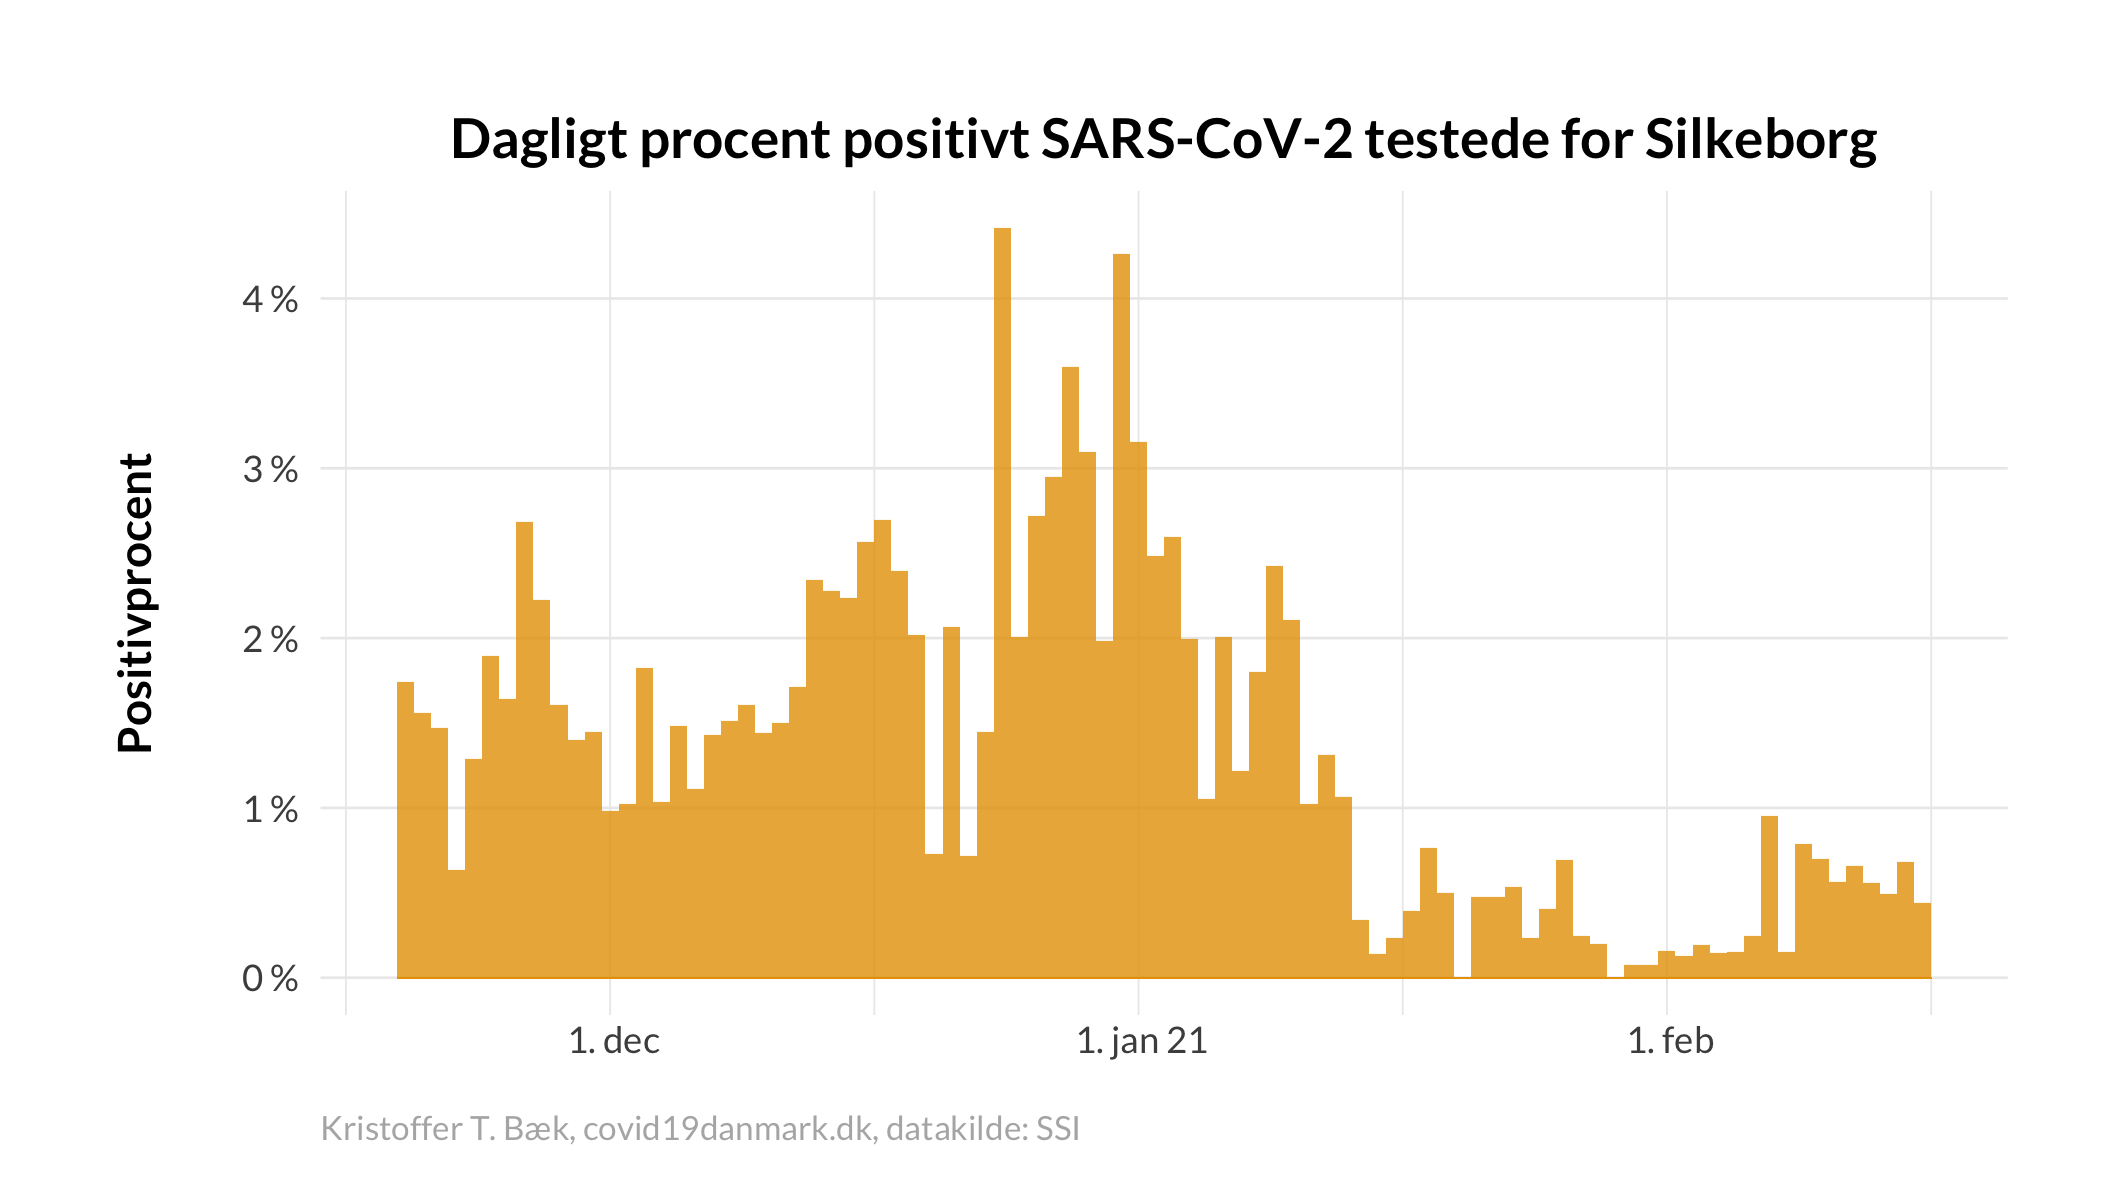 Dagligt procent positivt SARS-CoV-2 testede for Silkeborg
Positivprocent
4 %
3 %
2 %
1 %
0 %
1. dec
1. jan 21
1. feb
Kristoffer T. Bæk, covid19danmark.dk, datakilde: SSI